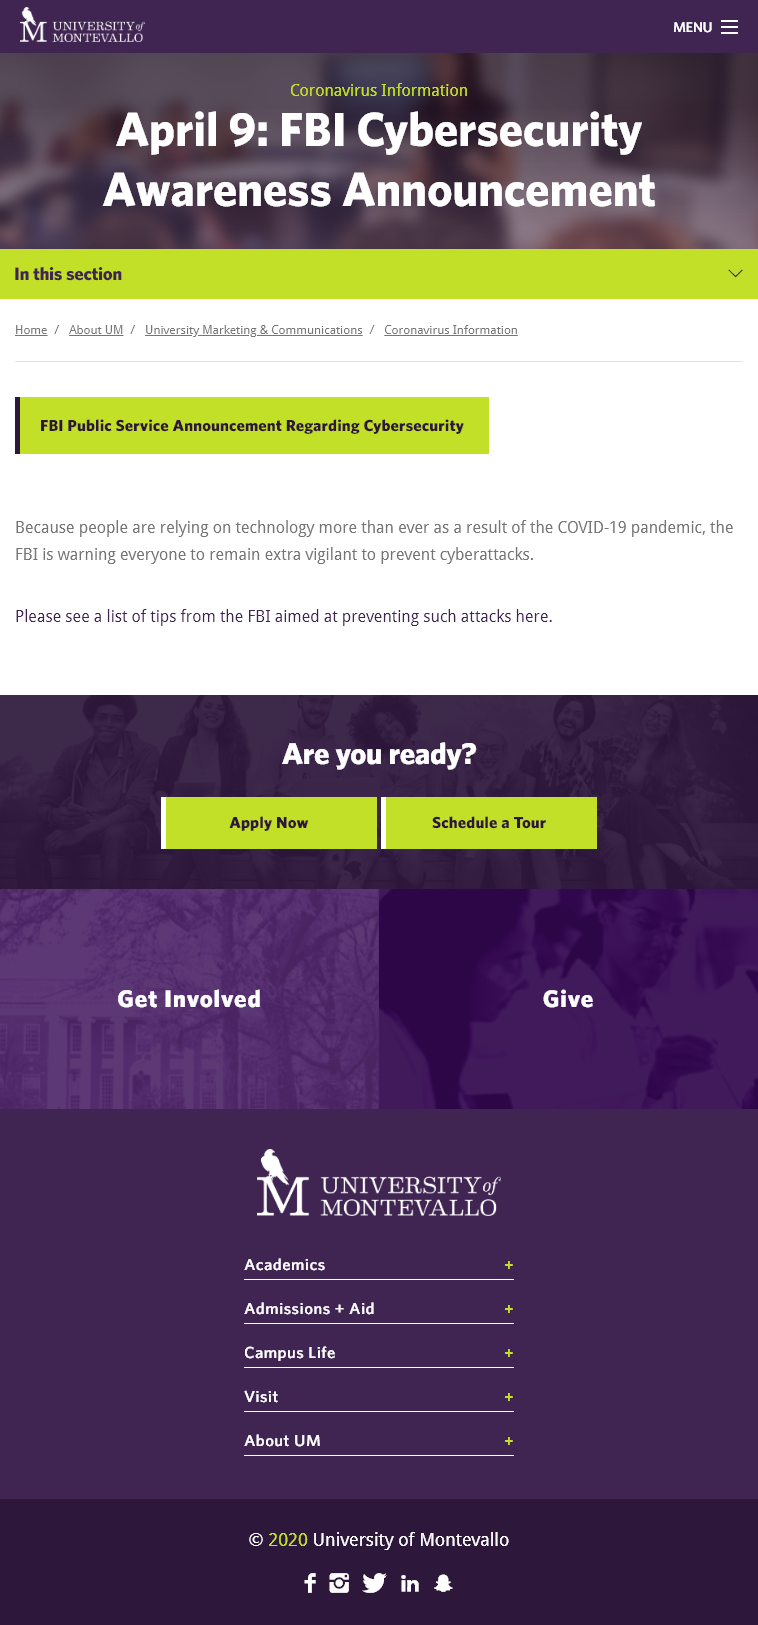 UNIVERSITY of
MONTEVALLO
MENU
Coronavirus Information
April 9: FBI Cybersecurity
Awareness Announcement
In this section
Home / About UM / University Marketing & Communications / Coronavirus Information
FBI Public Service Announcement Regarding Cybersecurity
Because people are relying on technology more than ever as a result of the COVID-19 pandemic, the
FBI is warning everyone to remain extra vigilant to prevent cyberattacks.
Please see a list of tips from the FBI aimed at preventing such attacks here.
Are you ready?
Apply Now
Schedule a Tour
Get Involved
Give
M UNIVERSITY of
MONTEVALLO
Academics +
Admissions + Aid +
Campus Life +
Visit +
About UM +
© 2020 University of Montevallo